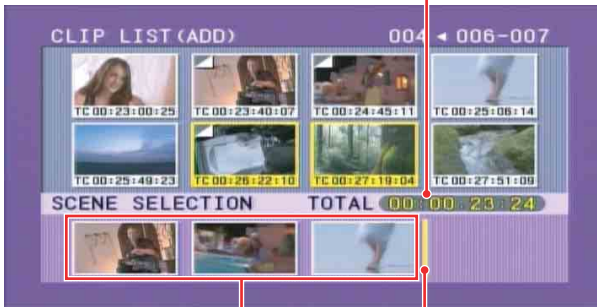 CLIP LIST(ADD) 004 ◄ 006-007
TC 00:23:00:25 TC 00:23:40:07 TC 00:24:45:11 TC 00:25:06:14
TC 00:25:49:23 TC 00:26:22:10 TC 00:27:19:04 TC 00:27:51:09
SCENE SELECTION TOTAL 00:00:23:24